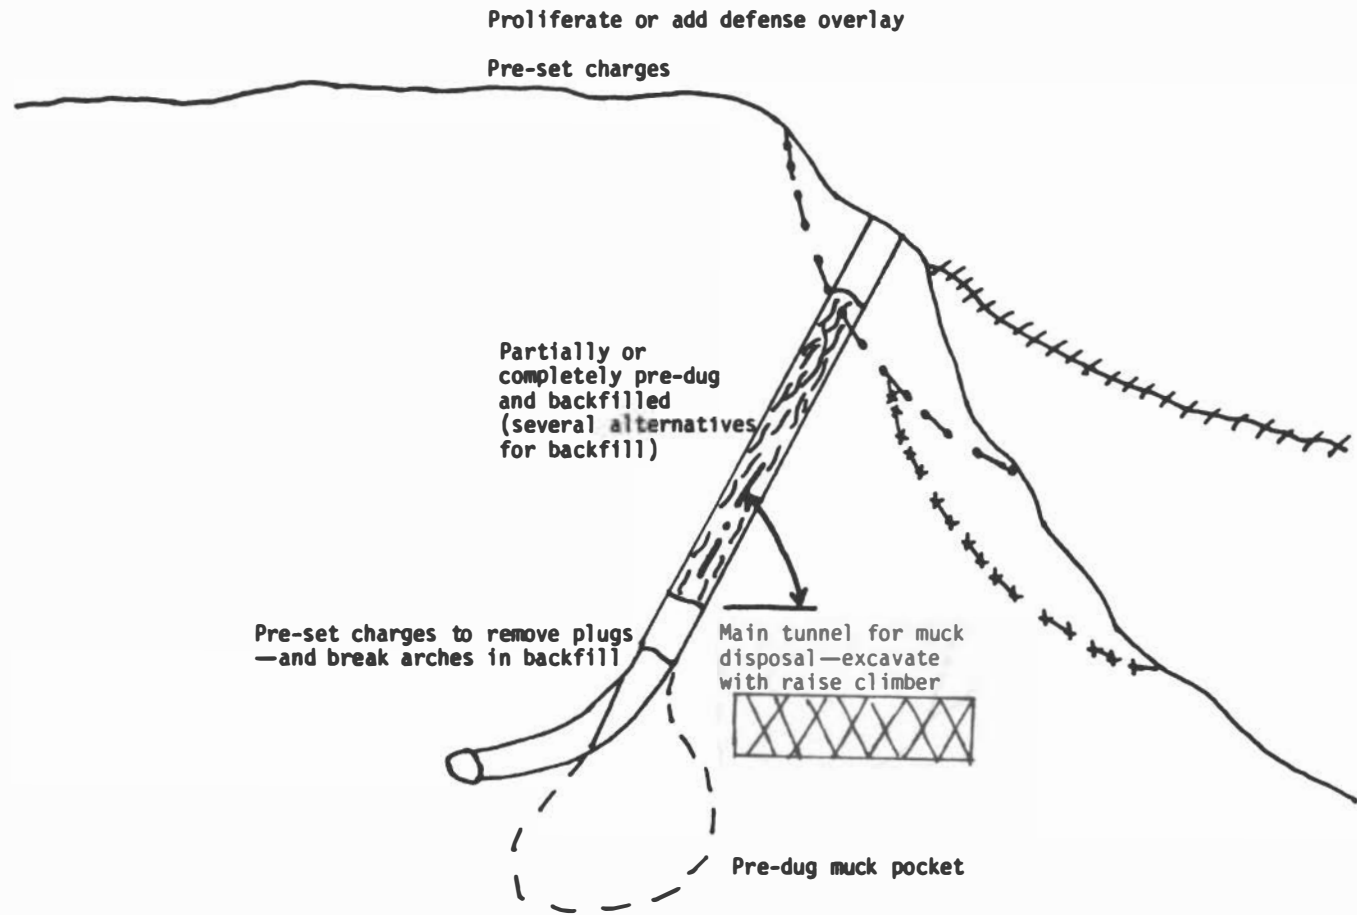 Proliferate or add defense overlay
Pre-set charges
Partially or
completely pre-dug
and backfilled
(several alternatives
for backfill)
Pre-set charges to remove plugs
—and break arches in backfill
Main tunnel for muck
disposal—excavate
with raise climber
Pre-dug muck pocket